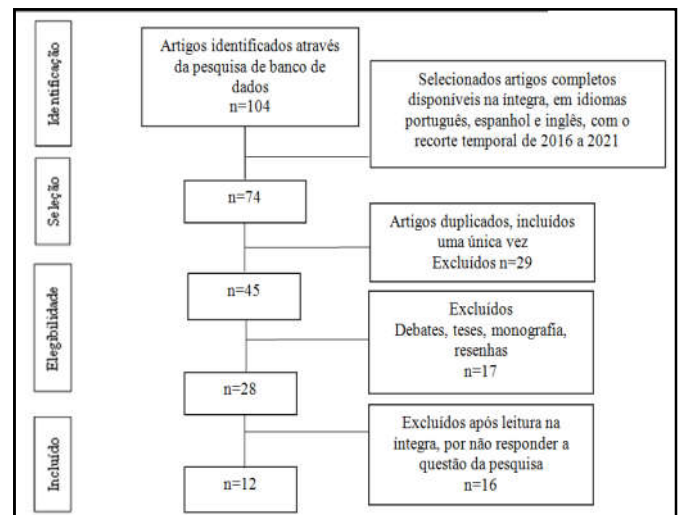 Identificação
Artigos identificados através
da pesquisa de banco de
dados
n=104
Selecionados artigos completos
disponíveis na íntegra, em idiomas
português, espanhol e inglês, com o
recorte temporal de 2016 a 2021
Seleção
n=74
Artigos duplicados, incluídos
uma única vez
Excluídos n=29
Elegibilidade
n=45
Excluídos
Debates, teses, monografia,
resenhas
n=17
n=28
Incluído
Excluídos após leitura na
íntegra, por não responder a
questão da pesquisa
n=16
n=12